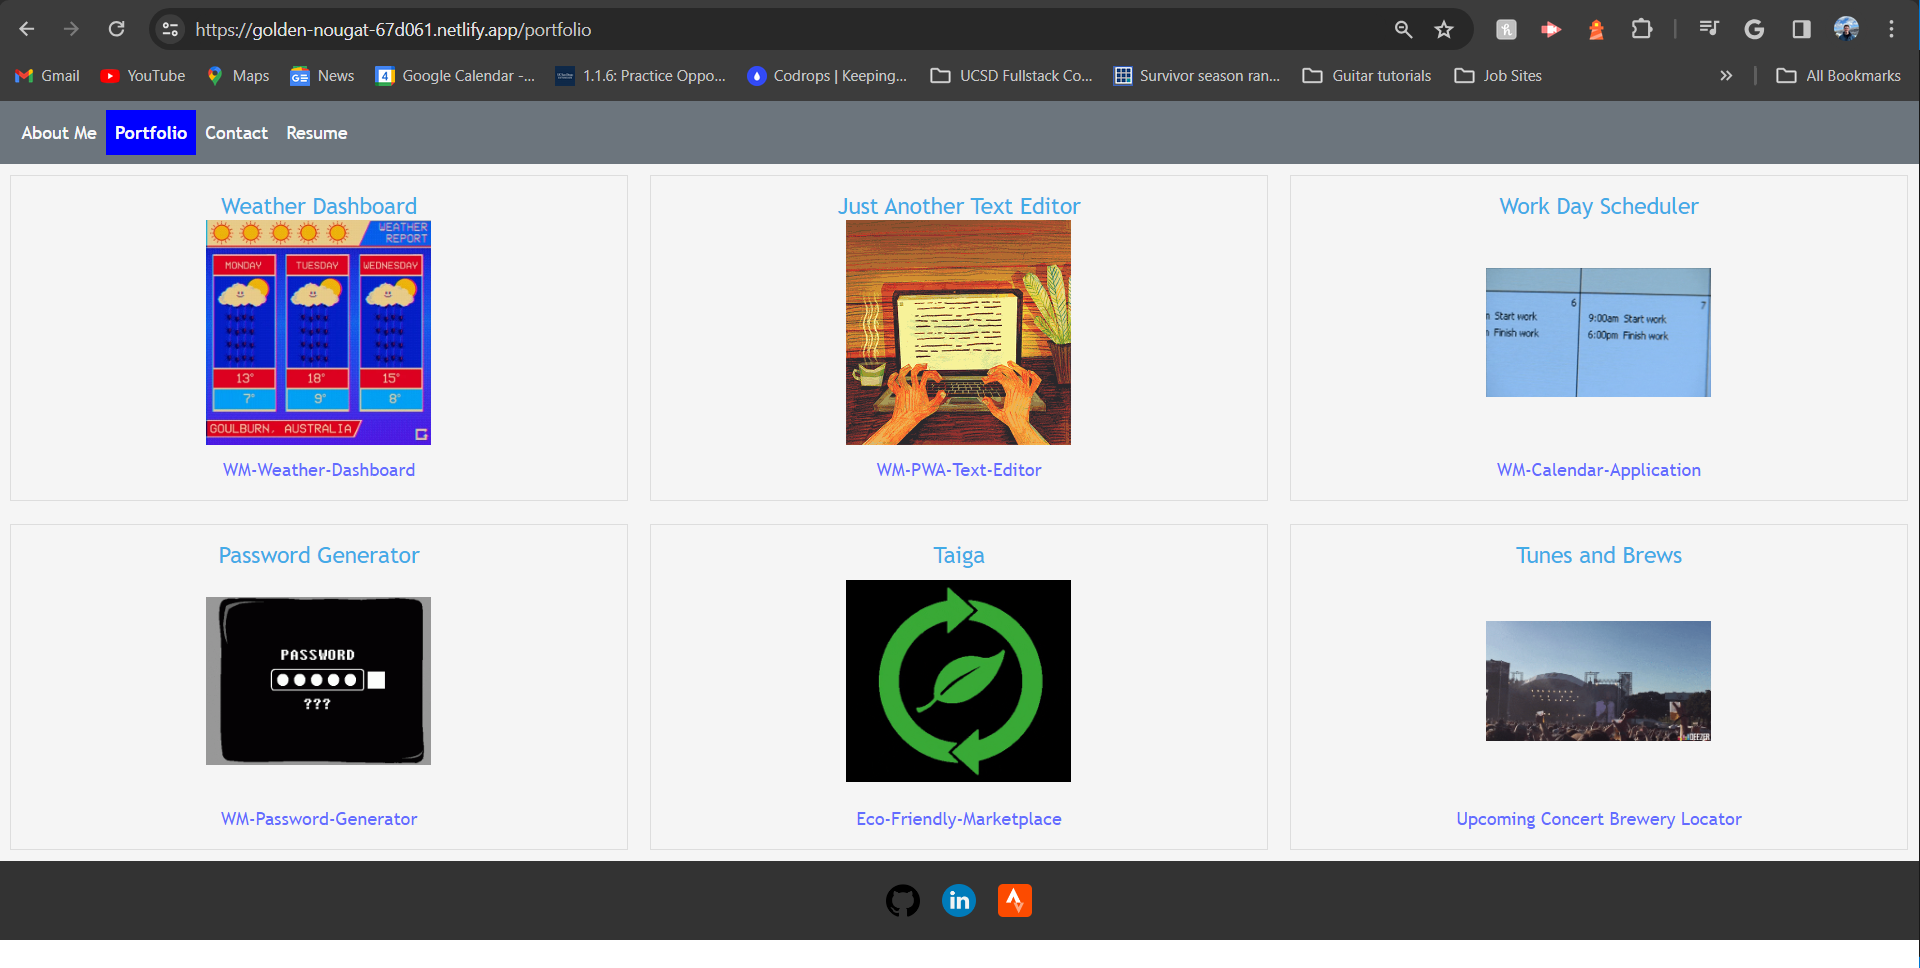 https://golden-nougat-67d061.netlify.app/portfolio
Gmail YouTube Maps News Google Calendar -... 1.1.6: Practice Oppo... Codrops | Keeping... UCSD Fullstack Co... Survivor season ran... Guitar tutorials Job Sites » All Bookmarks
About Me Portfolio Contact Resume
Weather Dashboard
WEATHER
REPORT
MONDAY TUESDAY WEDNESDAY
13° 18° 15°
7° 9° 8°
GOULBURN, AUSTRALIA
WM-Weather-Dashboard
Just Another Text Editor
WM-PWA-Text-Editor
Work Day Scheduler
6 7
Start work 9:00am Start work
Finish work 6:00pm Finish work
WM-Calendar-Application
Password Generator
PASSWORD
???
WM-Password-Generator
Taiga
Eco-Friendly-Marketplace
Tunes and Brews
DEEZER
Upcoming Concert Brewery Locator
in